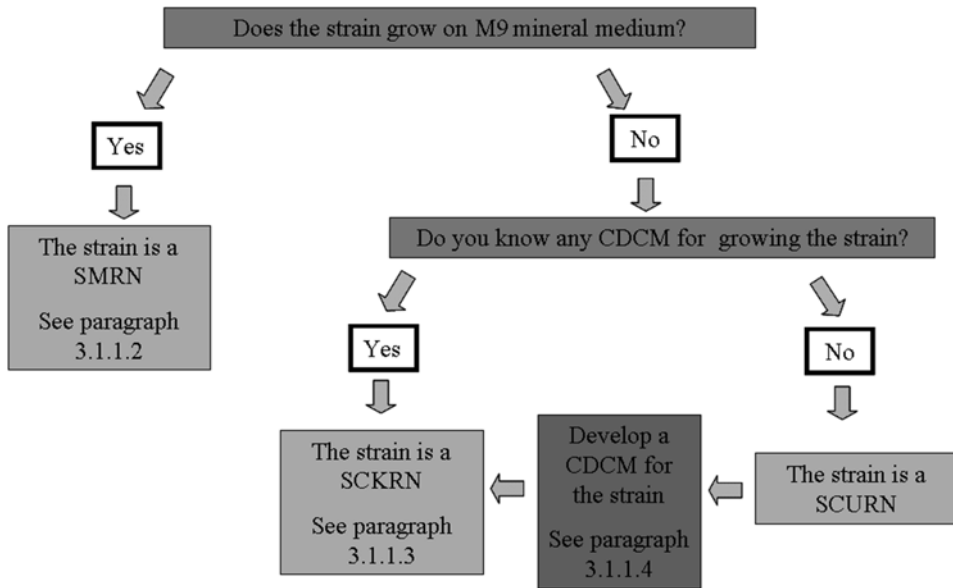 Does the strain grow on M9 mineral medium?
Yes
No
The strain is a
SMRN
See paragraph
3.1.1.2
Do you know any CDCM for growing the strain?
Yes
No
The strain is a
SCKRN
See paragraph
3.1.1.3
Develop a
CDCM for
the strain
See paragraph
3.1.1.4
The strain is a
SCURN